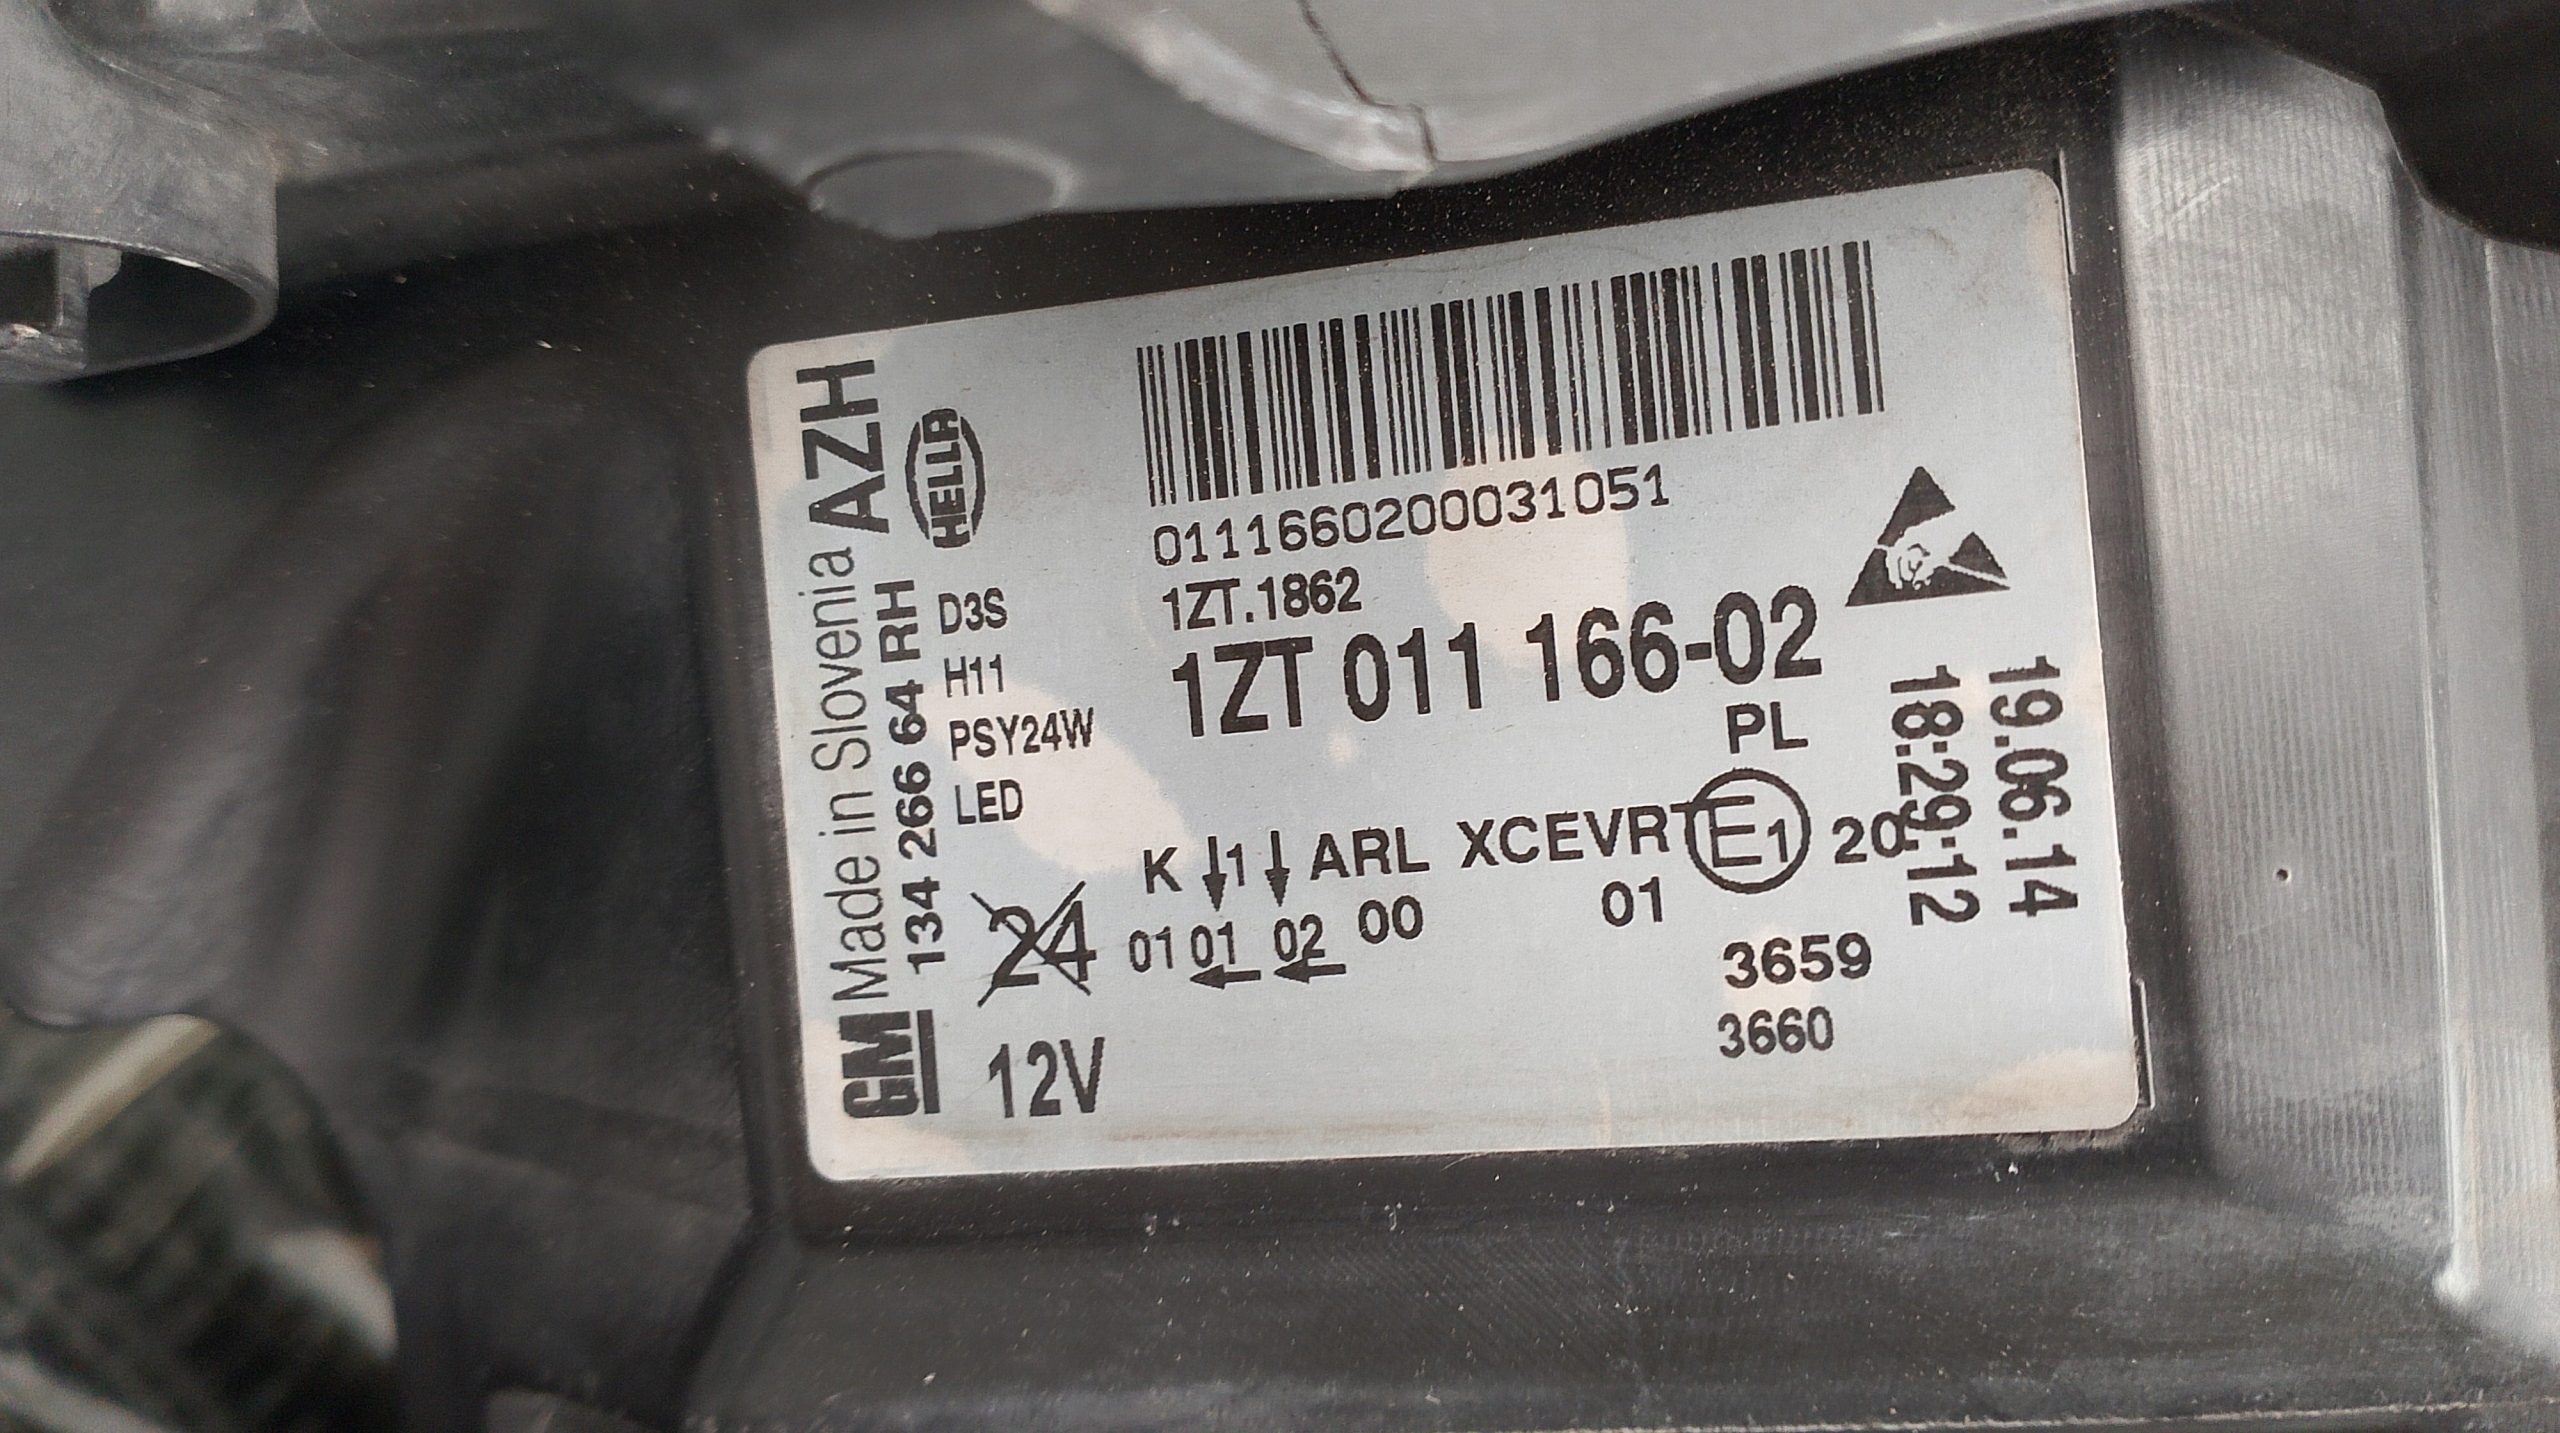 Made in Slovenia AZH
GM 134 266 64 RH
HELLA
0111660200031051
1ZT.1862
1ZT 011 166-02
D3S
H11
PSY24W
LED
PL
19.06.14
18:29:12
24
K ↓1↓ ARL XCEVRT E1 20
01 01 02 00 01
3659
3660
12V